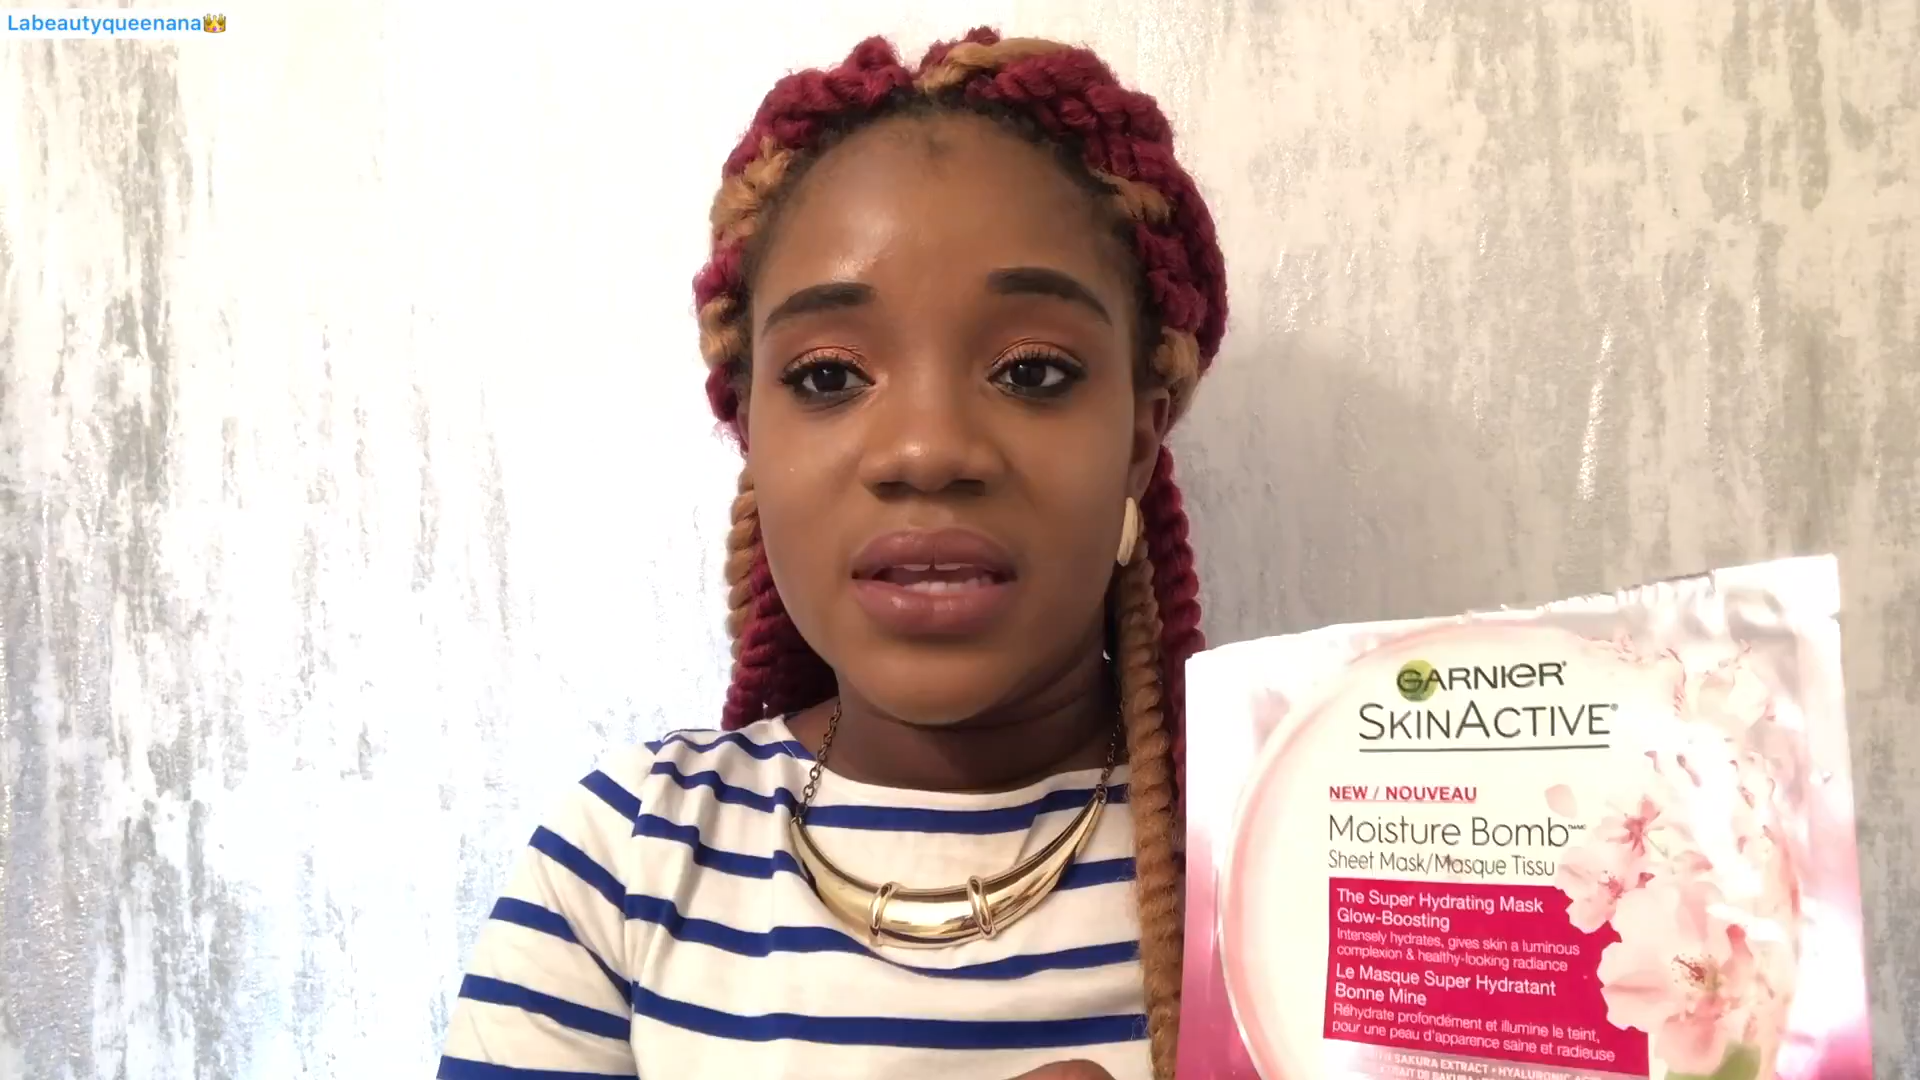 Labeautyqueenana👑
GARNIER®
SKINACTIVE®
NEW / NOUVEAU
Moisture Bomb
Sheet Mask/Masque Tissu
The Super Hydrating Mask
Glow-Boosting
Intensely hydrates, gives skin a luminous
complexion & healthy-looking radiance
Le Masque Super Hydratant
Bonne Mine
Réhydrate profondément et illumine le teint,
pour une peau d'apparence saine et radieuse
SAKURA EXTRACT • HYALURONIC